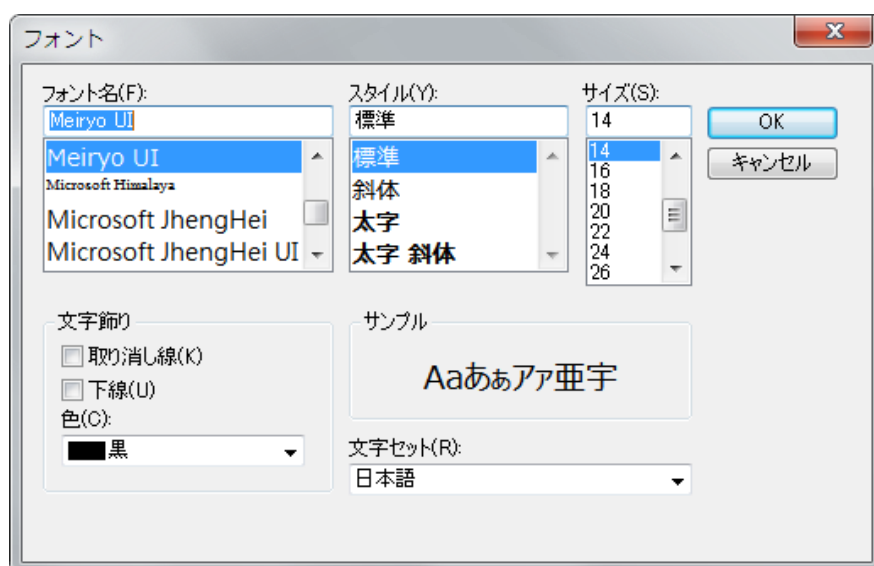 フォント
フォント名(F):
Meiryo UI
Meiryo UI
Microsoft Himalaya
Microsoft JhengHei
Microsoft JhengHei UI
スタイル(Y):
標準
標準
斜体
太字
太字 斜体
サイズ(S):
14
14
16
18
20
22
24
26
OK
キャンセル
文字飾り
取り消し線(K)
下線(U)
色(C):
黒
サンプル
Aaあぁアァ亜宇
文字セット(R):
日本語